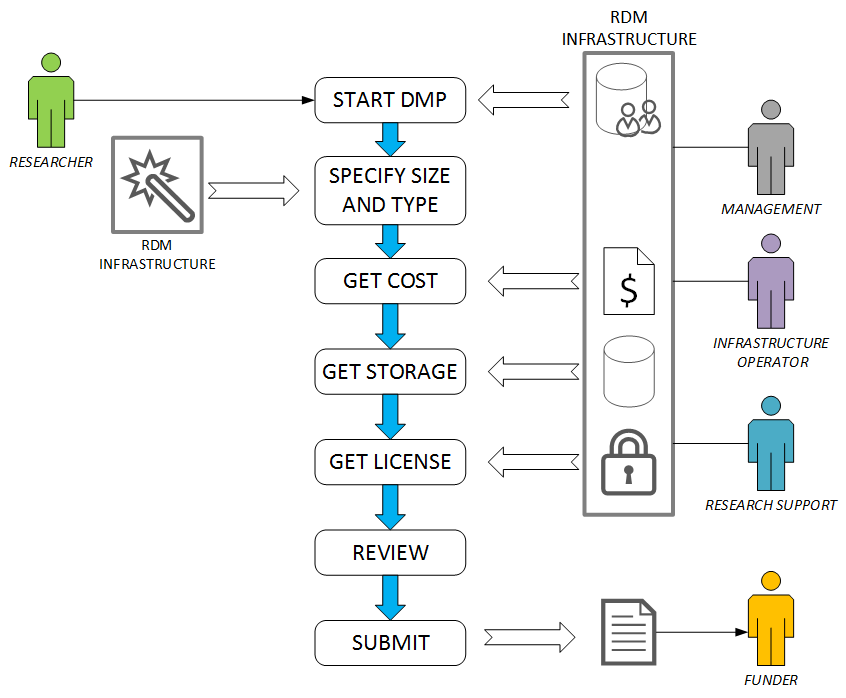 RDM
INFRASTRUCTURE
START DMP
RESEARCHER
SPECIFY SIZE
AND TYPE
MANAGEMENT
RDM
INFRASTRUCTURE
GET COST
$
INFRASTRUCTURE
OPERATOR
GET STORAGE
GET LICENSE
RESEARCH SUPPORT
REVIEW
SUBMIT
FUNDER